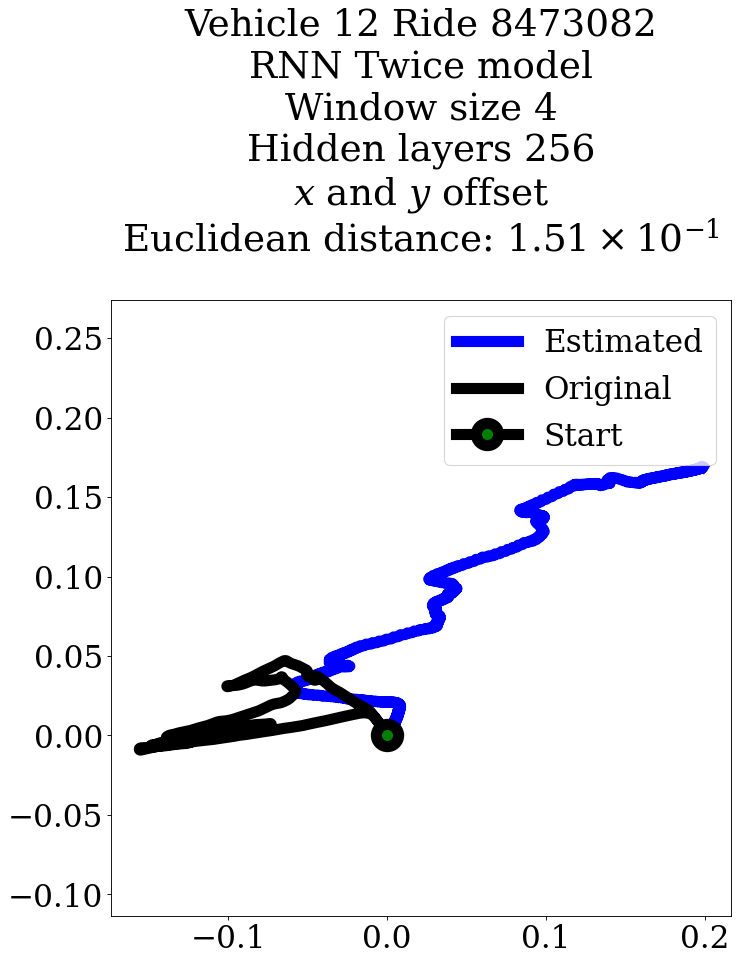 Vehicle 12 Ride 8473082
RNN Twice model
Window size 4
Hidden layers 256
x and y offset
Euclidean distance: 1.51 × 10⁻¹
Estimated
Original
Start
0.25
0.20
0.15
0.10
0.05
0.00
−0.05
−0.10
−0.1 0.0 0.1 0.2